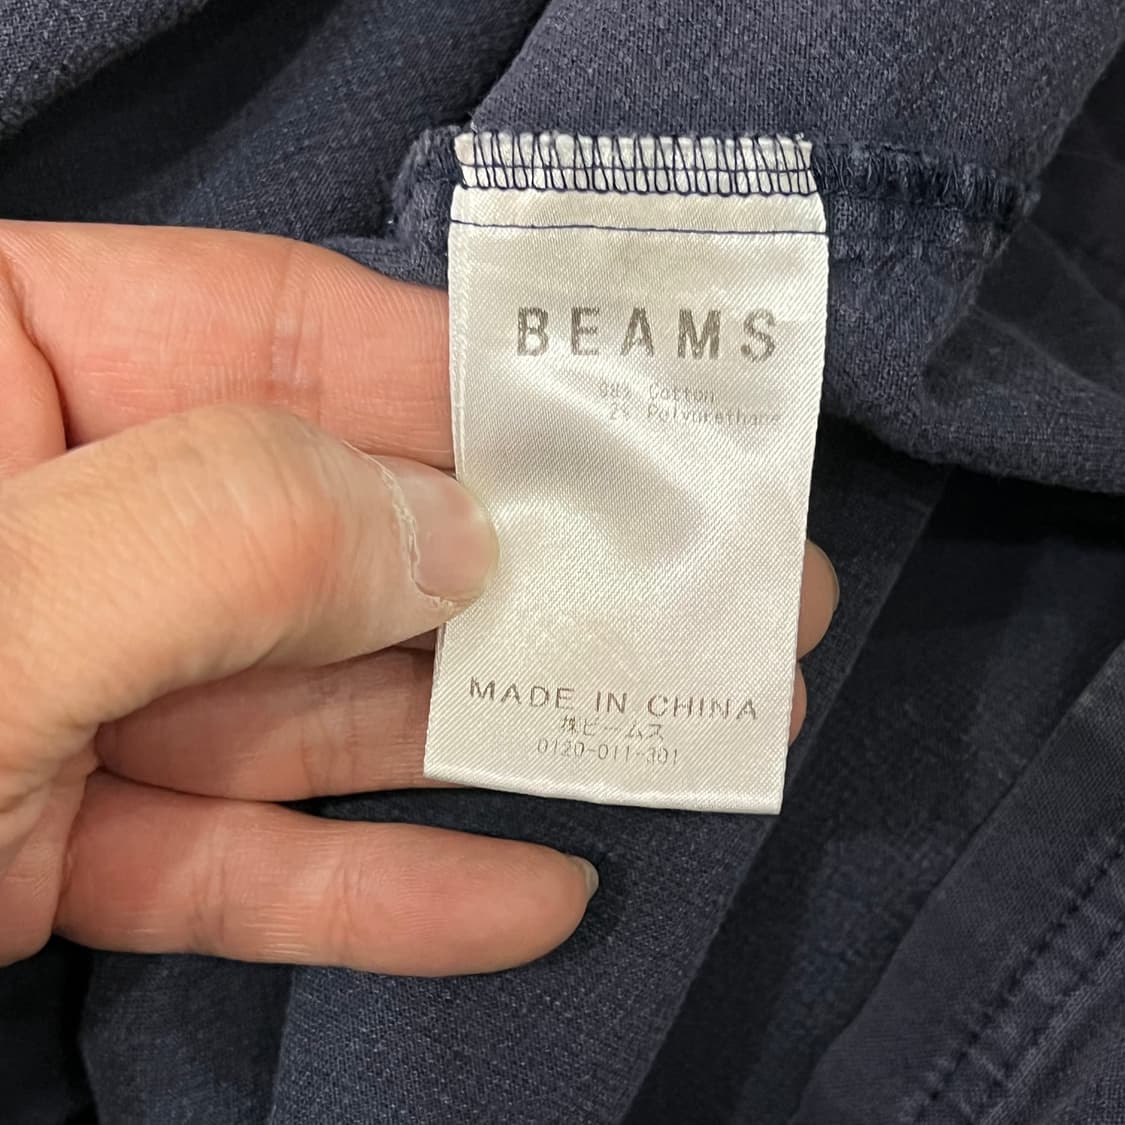 BEAMS
98% Cotton
2% Polyurethane
MADE IN CHINA
㈱ビームス
0120-011-301